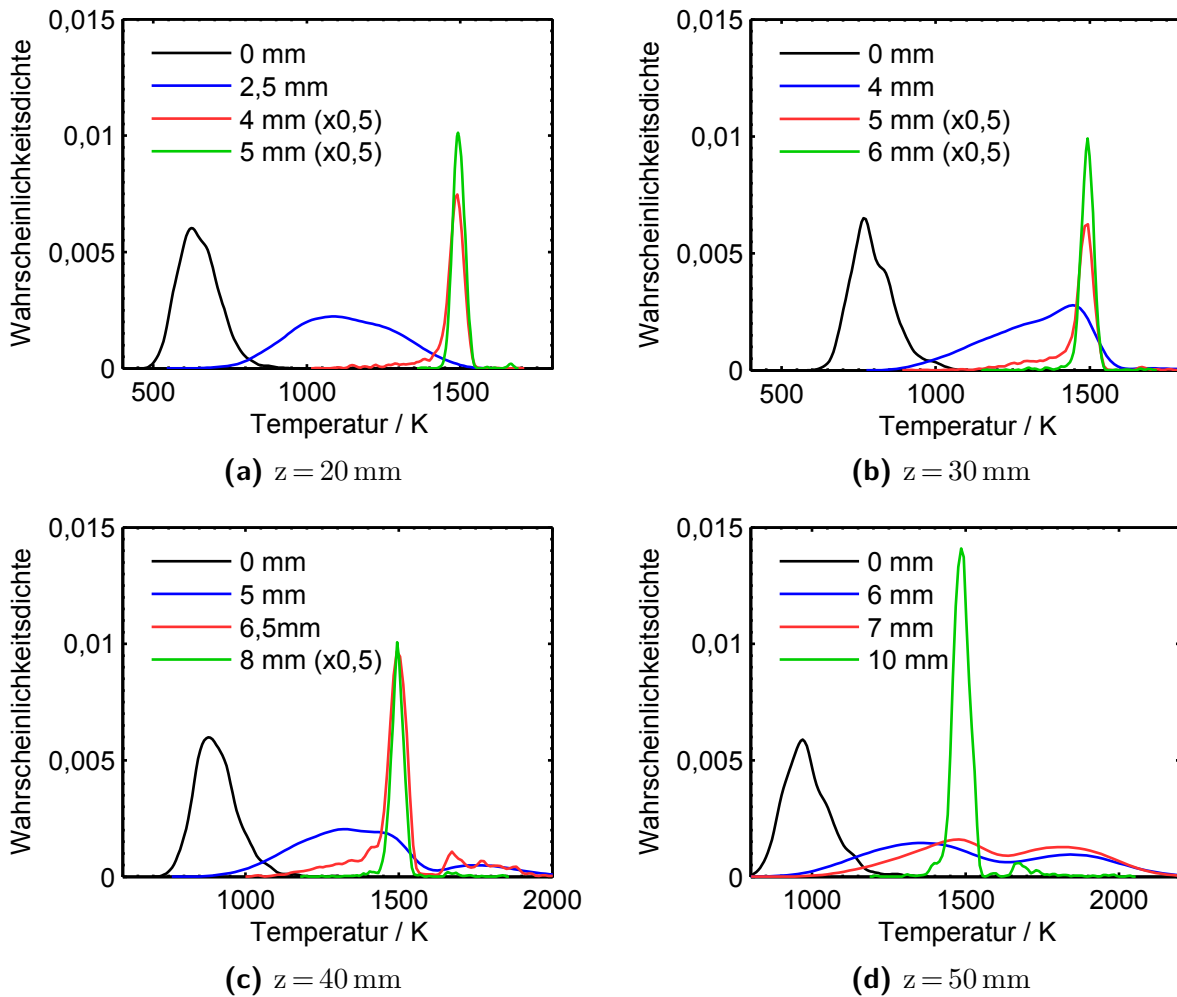 0,015
0,01
0,005
0
Wahrscheinlichkeitsdichte
0 mm
2,5 mm
4 mm (x0,5)
5 mm (x0,5)
500
1000
1500
Temperatur / K
(a) z = 20 mm
0,015
0,01
0,005
0
Wahrscheinlichkeitsdichte
0 mm
4 mm
5 mm (x0,5)
6 mm (x0,5)
500
1000
1500
Temperatur / K
(b) z = 30 mm
0,015
0,01
0,005
0
Wahrscheinlichkeitsdichte
0 mm
5 mm
6,5mm
8 mm (x0,5)
1000
1500
2000
Temperatur / K
(c) z = 40 mm
0,015
0,01
0,005
0
Wahrscheinlichkeitsdichte
0 mm
6 mm
7 mm
10 mm
1000
1500
2000
Temperatur / K
(d) z = 50 mm